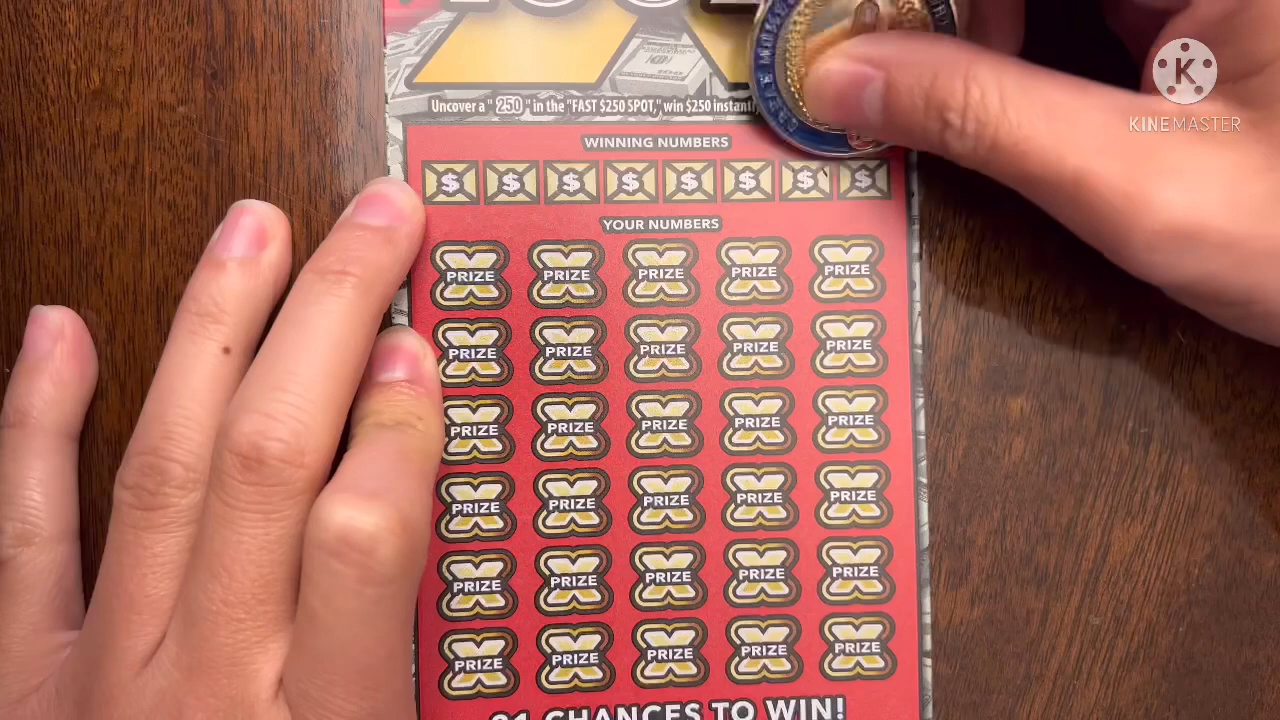 Uncover a "250" in the "FAST $250 SPOT," win $250
WINNING NUMBERS
$ $ $ $ $ $ $ $
YOUR NUMBERS
PRIZE PRIZE PRIZE PRIZE PRIZE
PRIZE PRIZE PRIZE PRIZE PRIZE
PRIZE PRIZE PRIZE PRIZE PRIZE
PRIZE PRIZE PRIZE PRIZE PRIZE
PRIZE PRIZE PRIZE PRIZE PRIZE
PRIZE PRIZE PRIZE PRIZE PRIZE
CHANCES TO WIN!
K
KINEMASTER